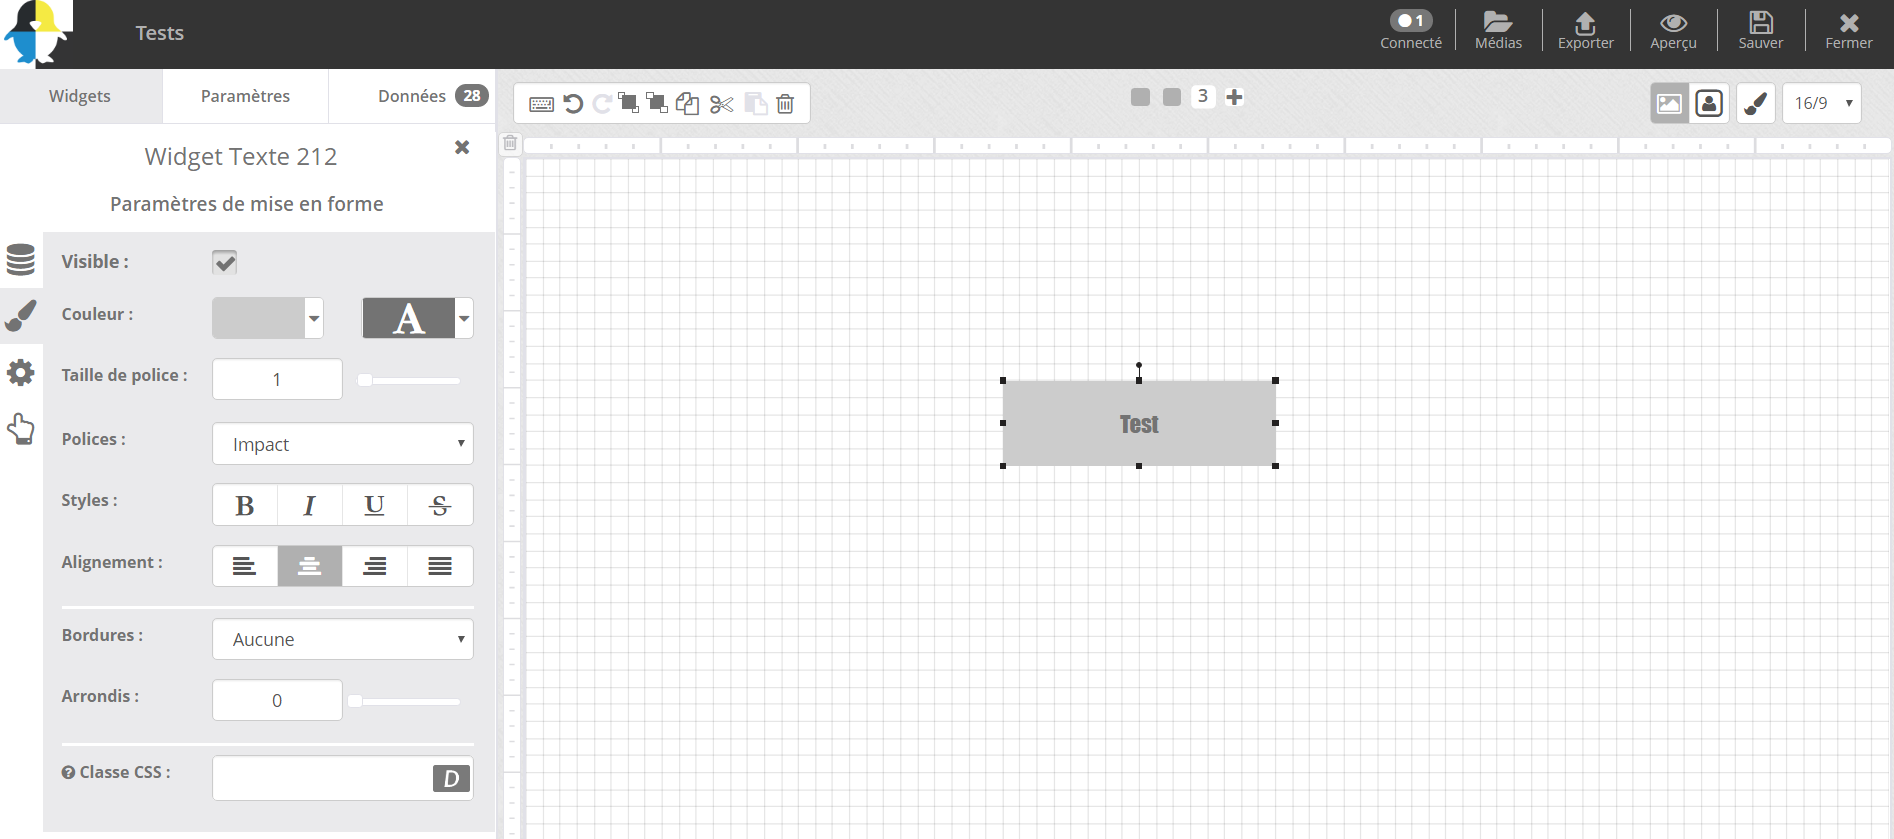 Tests
1
Connecté
Médias
Exporter
Aperçu
Sauver
Fermer
Widgets
Paramètres
Données 28
3
16/9
Widget Texte 212
Paramètres de mise en forme
Visible :
Couleur :
A
Taille de police :
1
Polices :
Impact
Styles :
B I U S
Alignement :
Bordures :
Aucune
Arrondis :
0
Classe CSS :
D
Test